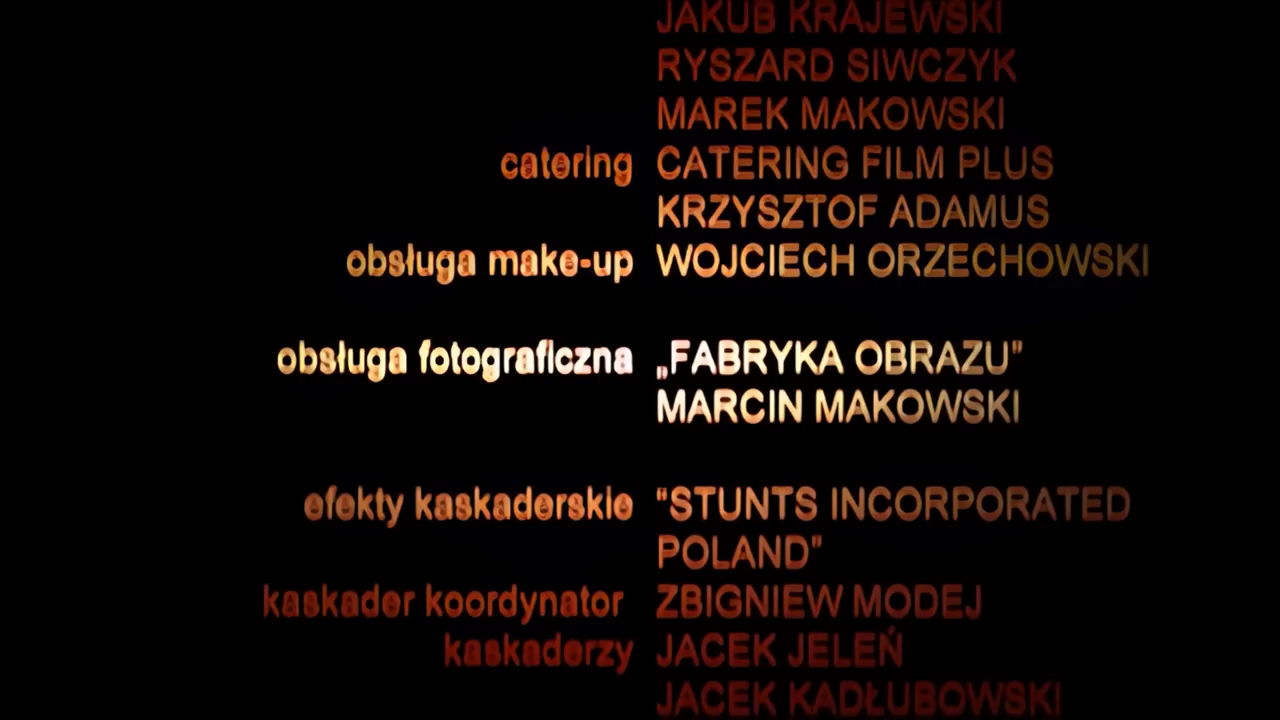 JAKUB KRAJEWSKI
RYSZARD SIWCZYK
MAREK MAKOWSKI
catering CATERING FILM PLUS
KRZYSZTOF ADAMUS
obsługa make-up WOJCIECH ORZECHOWSKI
obsługa fotograficzna „FABRYKA OBRAZU"
MARCIN MAKOWSKI
efekty kaskaderskie "STUNTS INCORPORATED
POLAND"
kaskader koordynator ZBIGNIEW MODEJ
kaskaderzy JACEK JELEŃ
JACEK KADŁUBOWSKI